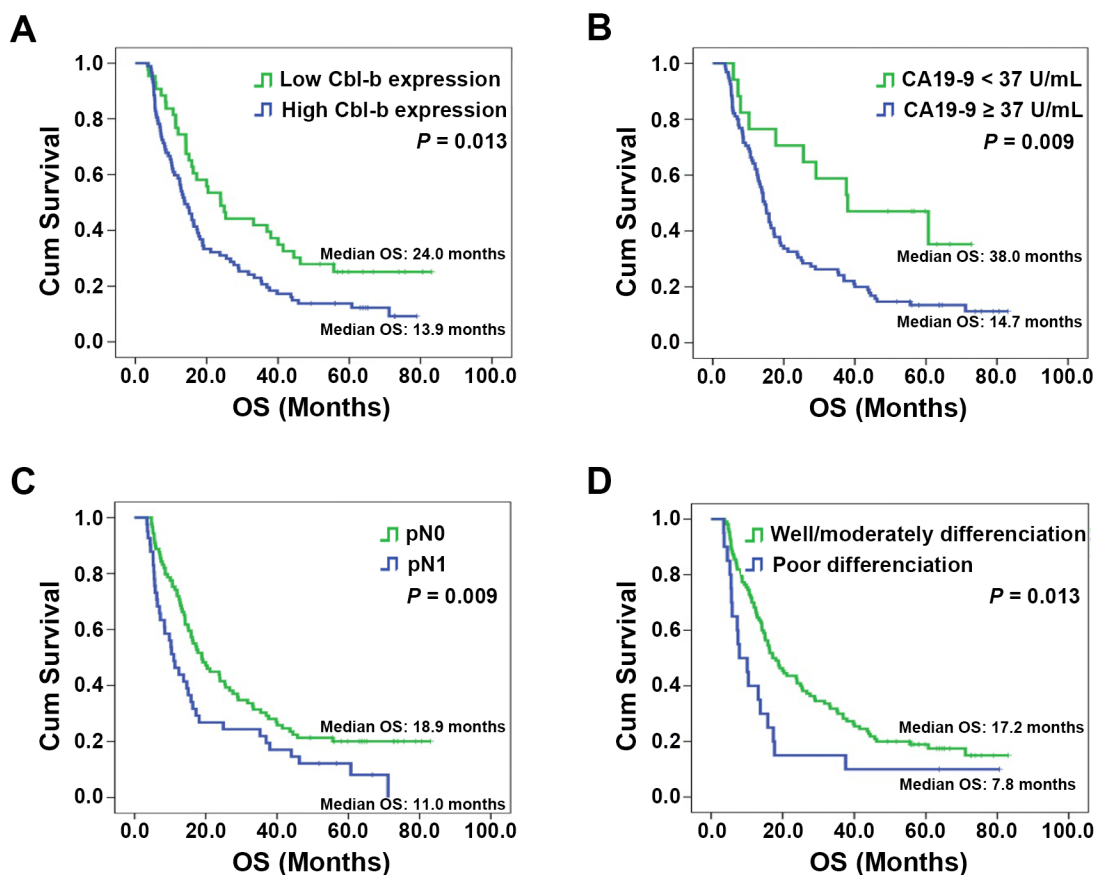 A
Cum Survival
1.0
0.8
0.6
0.4
0.2
0.0
Low Cbl-b expression
High Cbl-b expression
P = 0.013
Median OS: 24.0 months
Median OS: 13.9 months
0.0 20.0 40.0 60.0 80.0 100.0
OS (Months)
B
Cum Survival
1.0
0.8
0.6
0.4
0.2
0.0
CA19-9 < 37 U/mL
CA19-9 ≥ 37 U/mL
P = 0.009
Median OS: 38.0 months
Median OS: 14.7 months
0.0 20.0 40.0 60.0 80.0 100.0
OS (Months)
C
Cum Survival
1.0
0.8
0.6
0.4
0.2
0.0
pN0
pN1
P = 0.009
Median OS: 18.9 months
Median OS: 11.0 months
0.0 20.0 40.0 60.0 80.0 100.0
OS (Months)
D
Cum Survival
1.0
0.8
0.6
0.4
0.2
0.0
Well/moderately differenciation
Poor differenciation
P = 0.013
Median OS: 17.2 months
Median OS: 7.8 months
0.0 20.0 40.0 60.0 80.0 100.0
OS (Months)